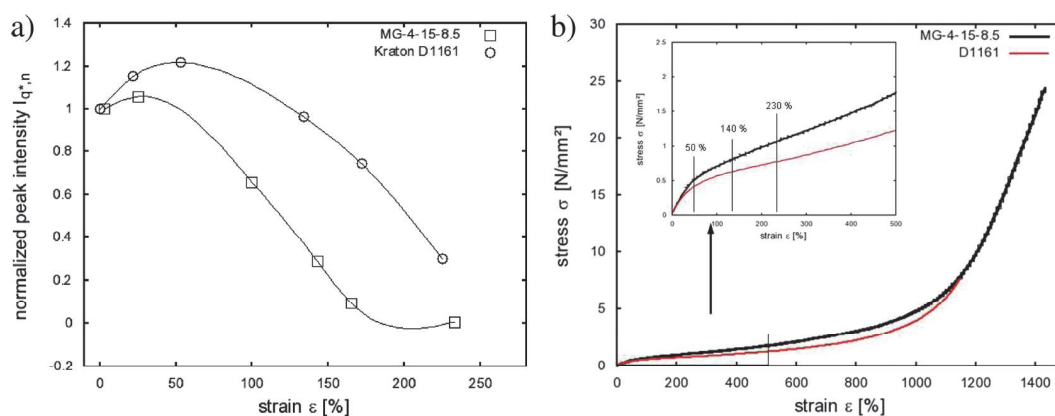 a)
normalized peak intensity I_q*,n
1.4
1.2
1
0.8
0.6
0.4
0.2
0
-0.2
MG-4-15-8.5
Kraton D1161
0 50 100 150 200 250
strain ε [%]
b)
stress σ [N/mm²]
30
25
20
15
10
5
0
MG-4-15-8.5
D1161
stress σ [N/mm²]
2.5
2
1.5
1
0.5
0
50 %
140 %
230 %
0 100 200 300 400 500
strain ε [%]
0 200 400 600 800 1000 1200 1400
strain ε [%]